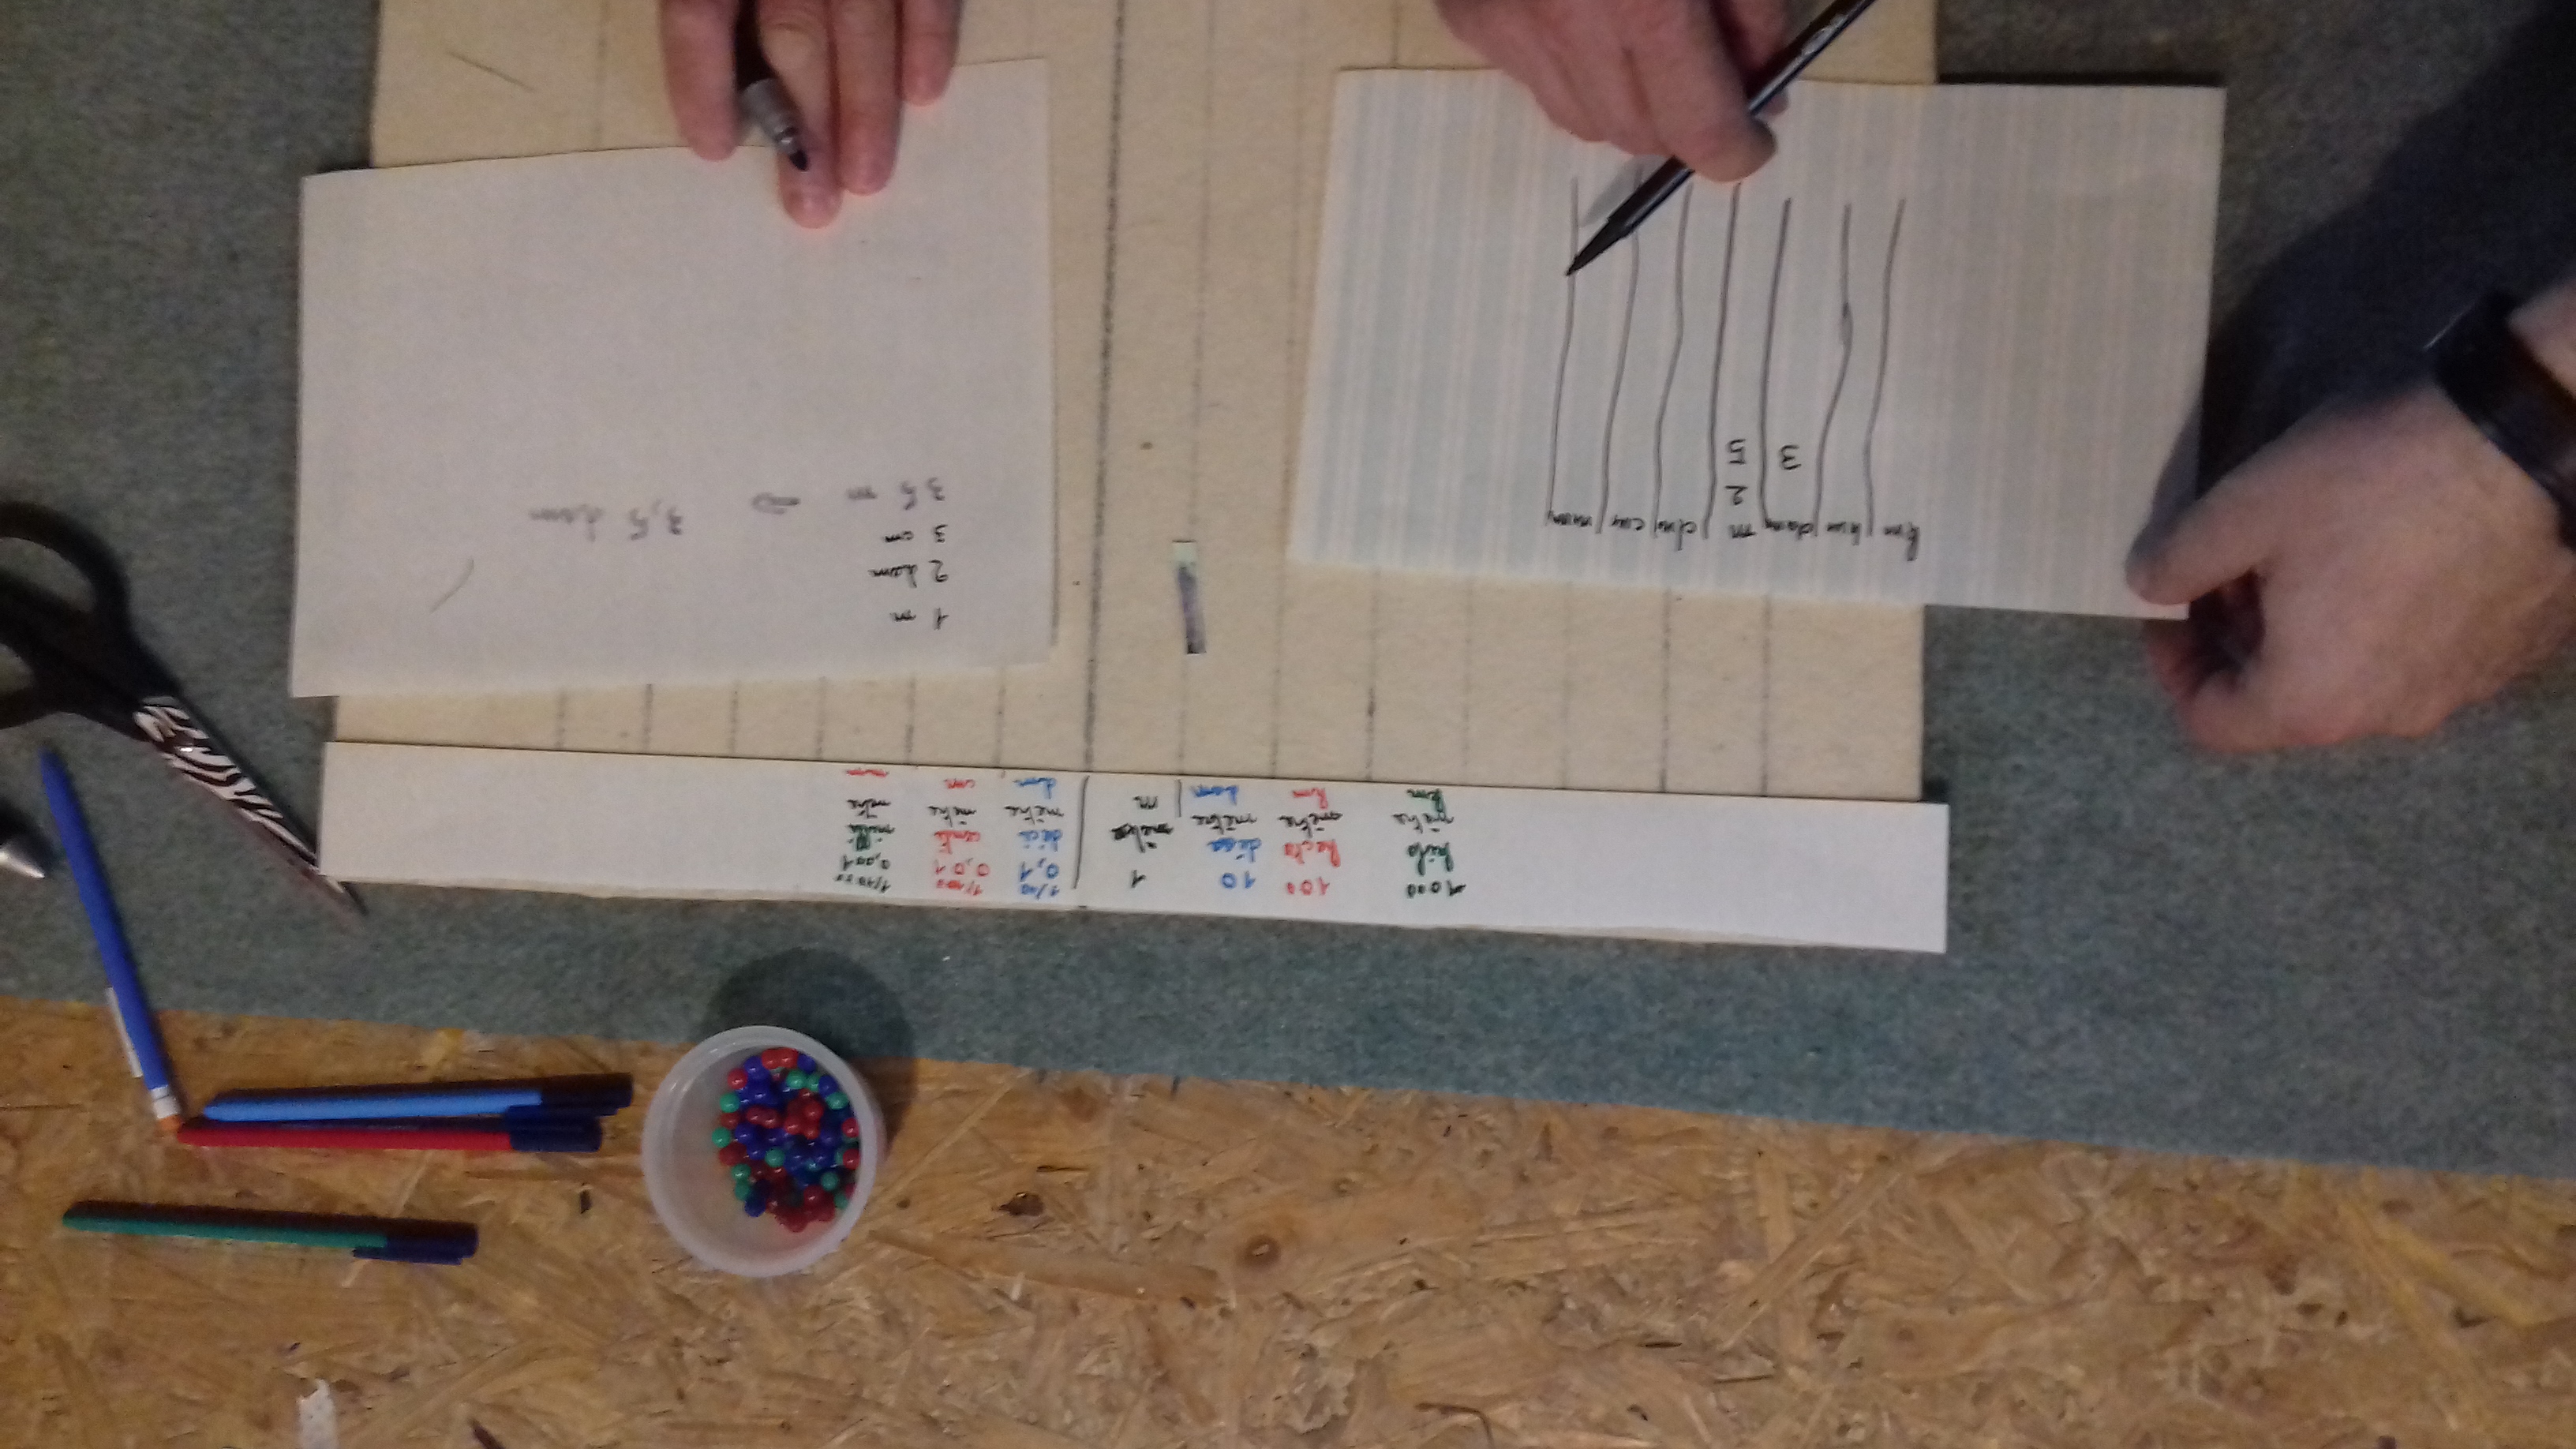 km hm dam m dm cm mm
2
3 5
1000 100 10 1 1/10 1/100 1/1000
0,1 0,01 0,001
kilo hecto déca mètre déci centi milli
mètre mètre mètre m mètre mètre mètre
km hm dam dm cm mm
1 m
2 dam
3 cm
35 m → 3,5 dam